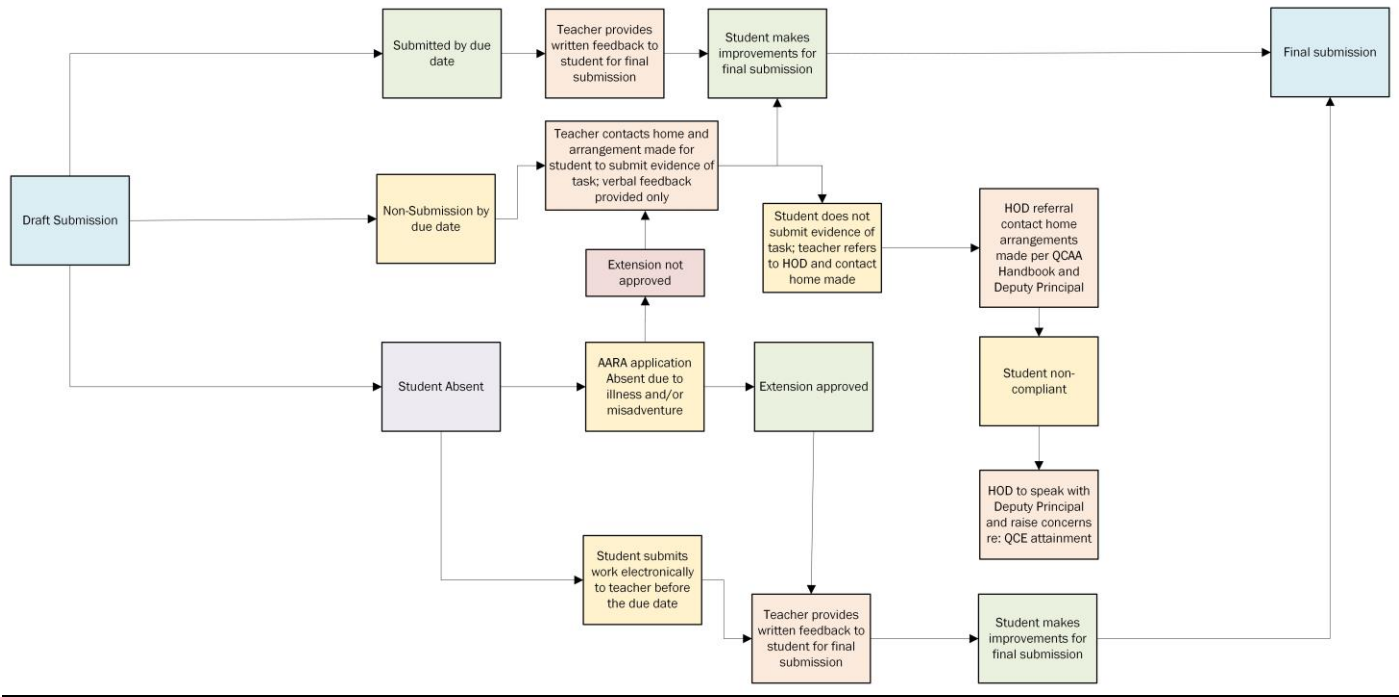 Submitted by due
date
Teacher provides
written feedback to
student for final
submission
Student makes
improvements for
final submission
Final submission
Teacher contacts home and
arrangement made for
student to submit evidence of
task; verbal feedback
provided only
Draft Submission
Non-Submission by
due date
Student does not
submit evidence of
task; teacher refers
to HOD and contact
home made
HOD referral
contact home
arrangements
made per QCAA
Handbook and
Deputy Principal
Extension not
approved
Student Absent
AARA application
Absent due to
illness and/or
misadventure
Extension approved
Student non-
compliant
HOD to speak with
Deputy Principal
and raise concerns
re: QCE attainment
Student submits
work electronically
to teacher before
the due date
Teacher provides
written feedback to
student for final
submission
Student makes
improvements for
final submission